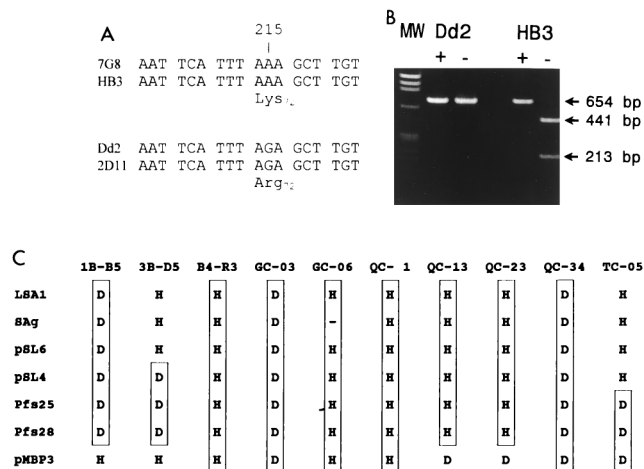 A
215
7G8 AAT TCA TTT AAA GCT TGT
HB3 AAT TCA TTT AAA GCT TGT
Lys
Dd2 AAT TCA TTT AGA GCT TGT
2D11 AAT TCA TTT AGA GCT TGT
Arg
B
MW Dd2 HB3
+ - + -
654 bp
441 bp
213 bp
C
1B-B5 3B-D5 B4-R3 GC-03 GC-06 QC- 1 QC-13 QC-23 QC-34 TC-05
LSA1 D H H D H H H H D H
SAg D H H D - H H H D H
pSL6 D H H D H H H H D H
pSL4 D D H D H H H H D H
Pfs25 D D H D H H H H D D
Pfs28 D D H D H H H H D D
pMBP3 H H H D H H D D D D